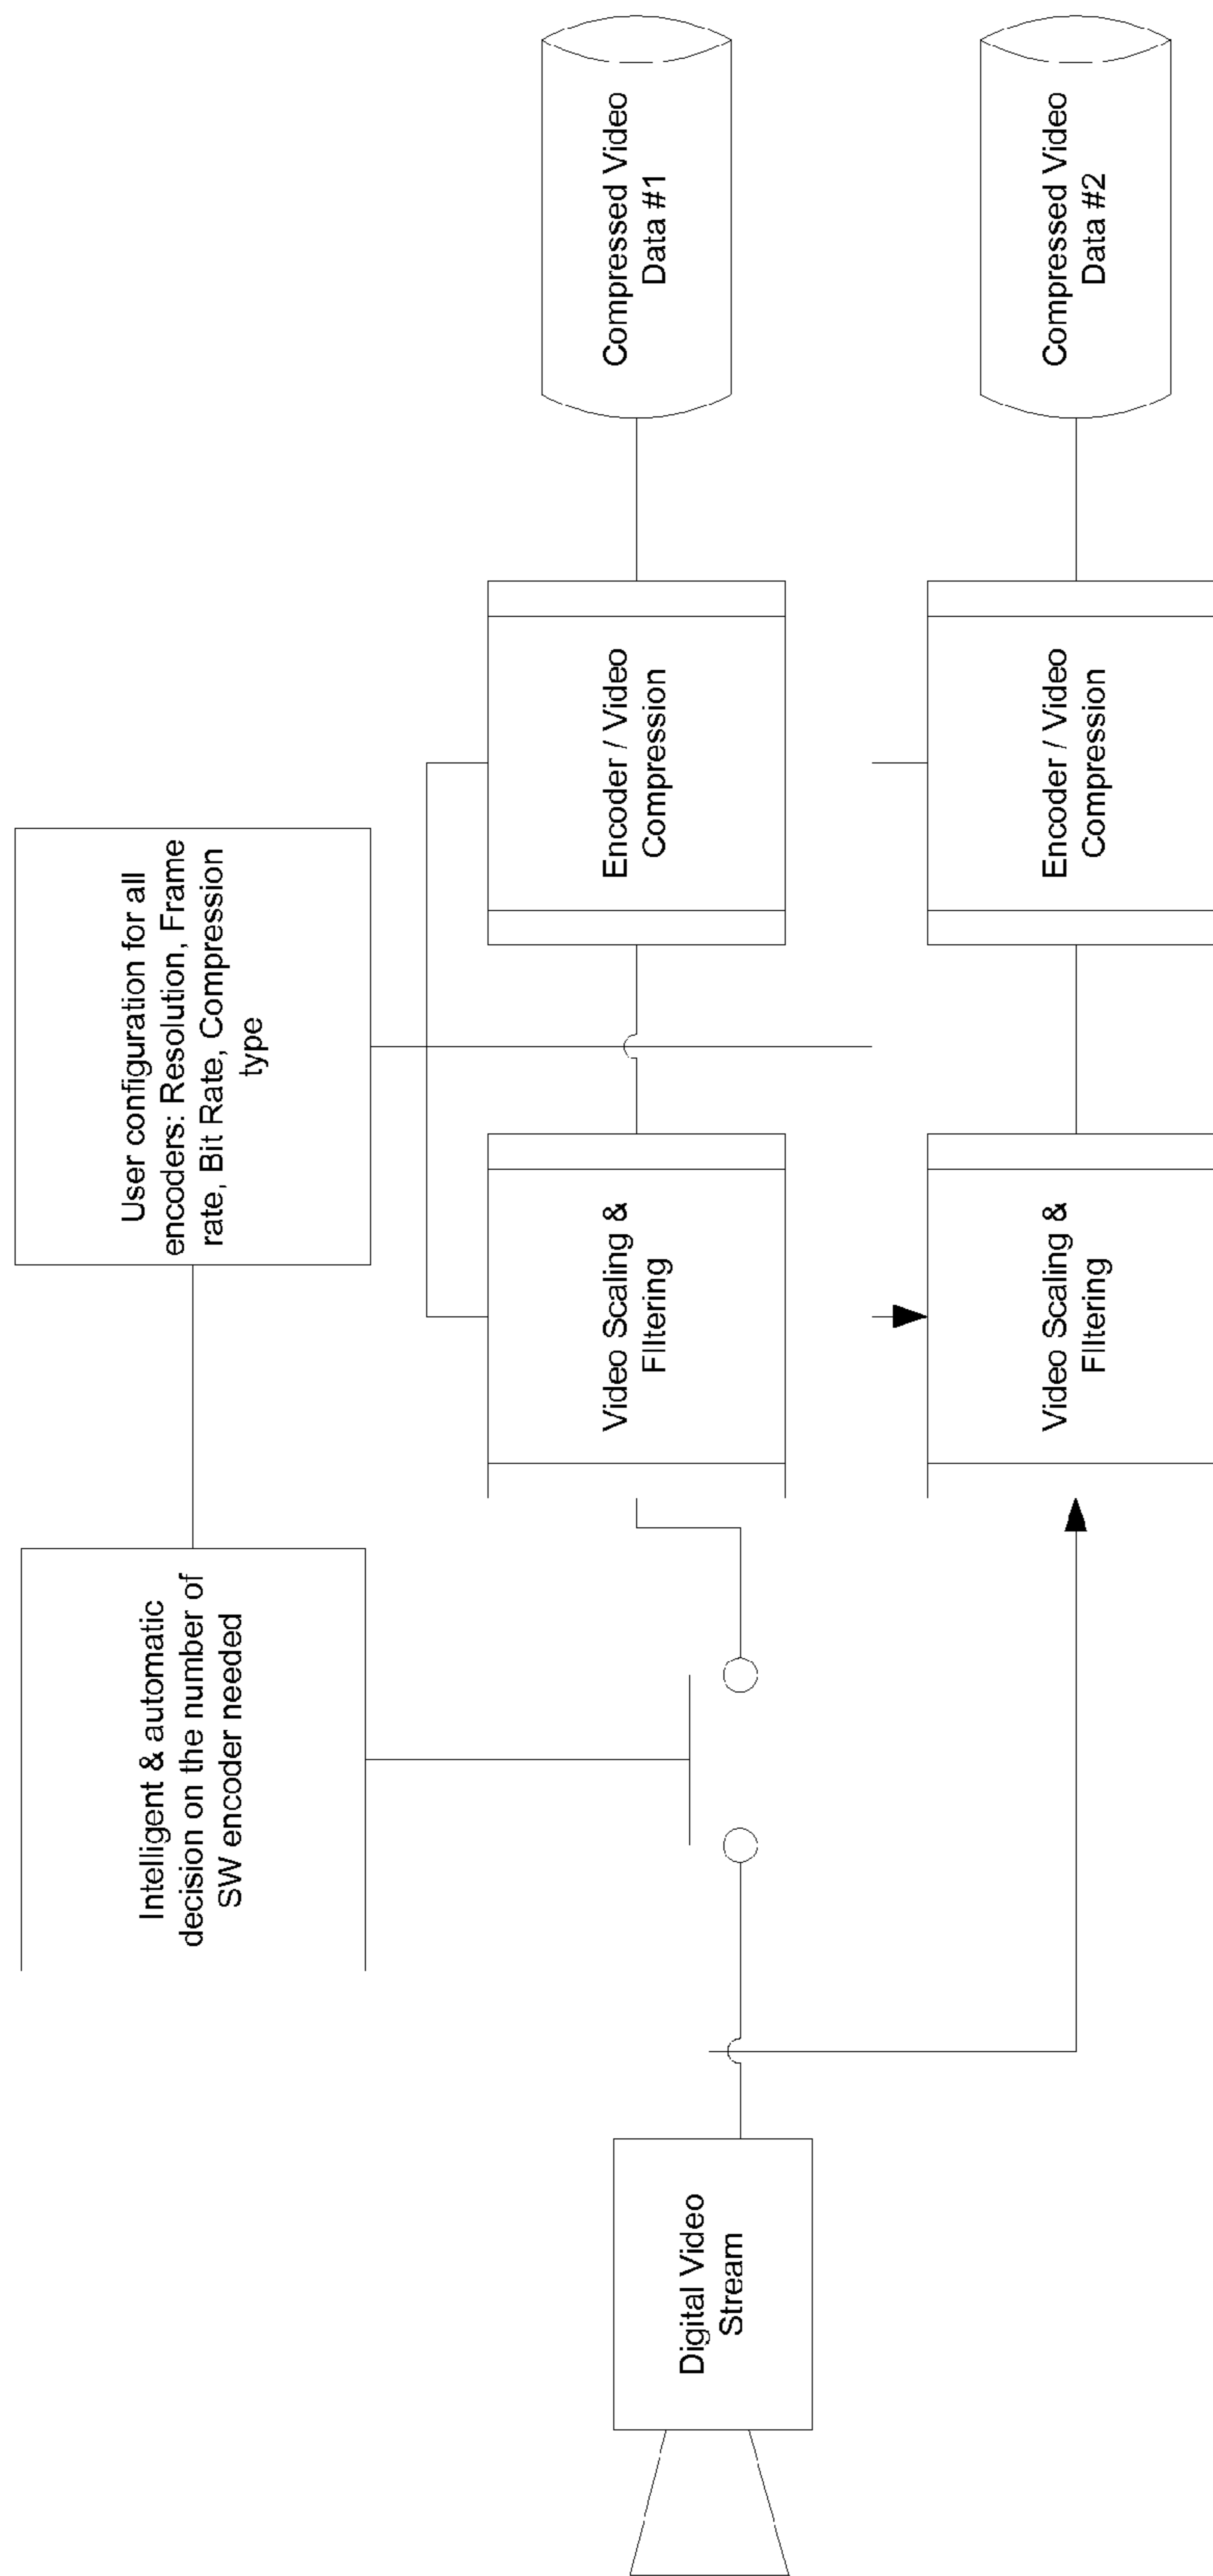 Intelligent & automatic
decision on the number of
SW encoder needed
User configuration for all
encoders: Resolution, Frame
rate, Bit Rate, Compression
type
Digital Video
Stream
Video Scaling &
FIltering
Encoder / Video
Compression
Compressed Video
Data #1
Video Scaling &
FIltering
Encoder / Video
Compression
Compressed Video
Data #2